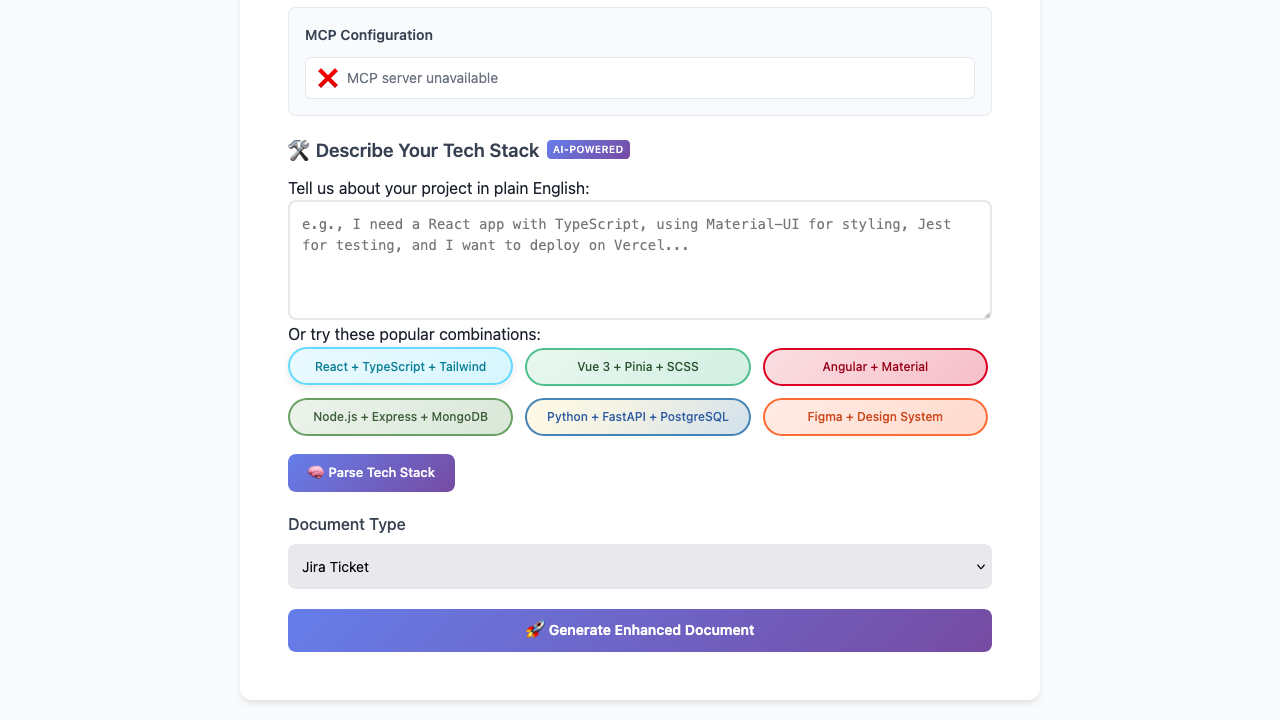 MCP Configuration
❌ MCP server unavailable
🛠️ Describe Your Tech Stack AI-POWERED
Tell us about your project in plain English:
e.g., I need a React app with TypeScript, using Material-UI for styling, Jest
for testing, and I want to deploy on Vercel...
Or try these popular combinations:
React + TypeScript + Tailwind
Vue 3 + Pinia + SCSS
Angular + Material
Node.js + Express + MongoDB
Python + FastAPI + PostgreSQL
Figma + Design System
🧠 Parse Tech Stack
Document Type
Jira Ticket
🚀 Generate Enhanced Document